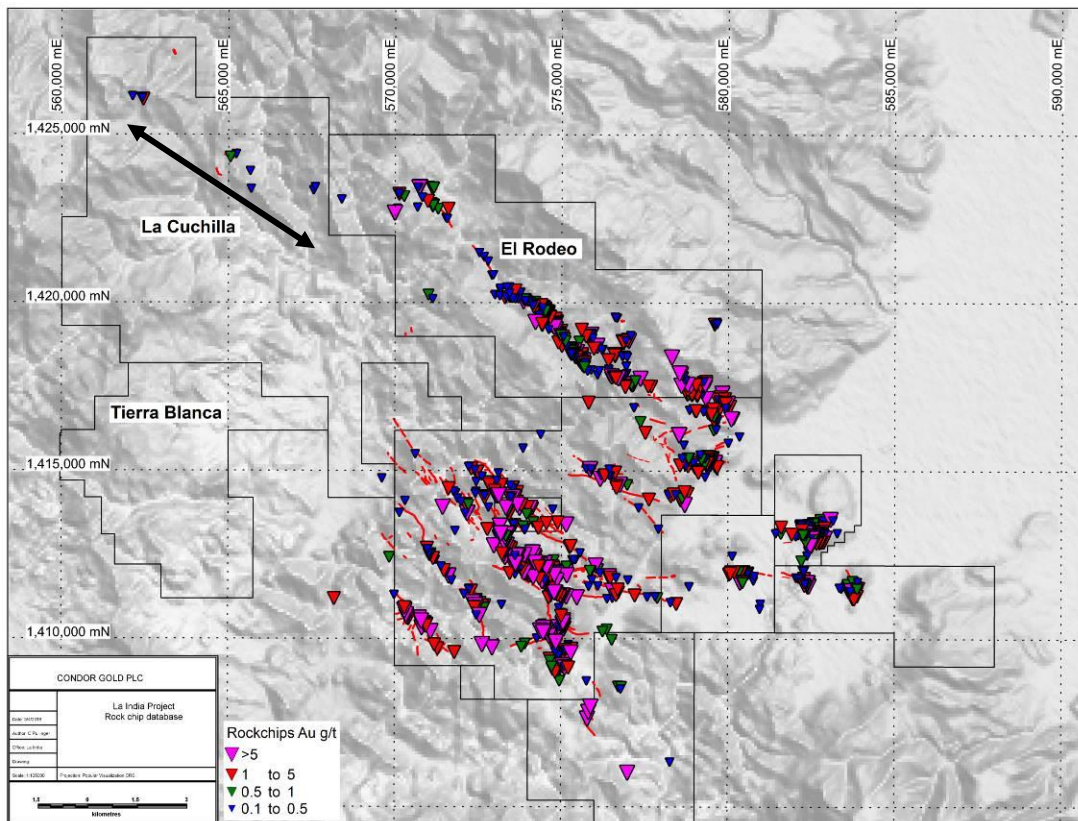 560,000 mE
565,000 mE
570,000 mE
575,000 mE
580,000 mE
585,000 mE
590,000 mE
1,425,000 mN
La Cuchilla
El Rodeo
1,420,000 mN
Tierra Blanca
1,415,000 mN
1,410,000 mN
CONDOR GOLD PLC
La India Project
Rock chip database
Rockchips Au g/t
>5
1 to 5
0.5 to 1
0.1 to 0.5
kilometres